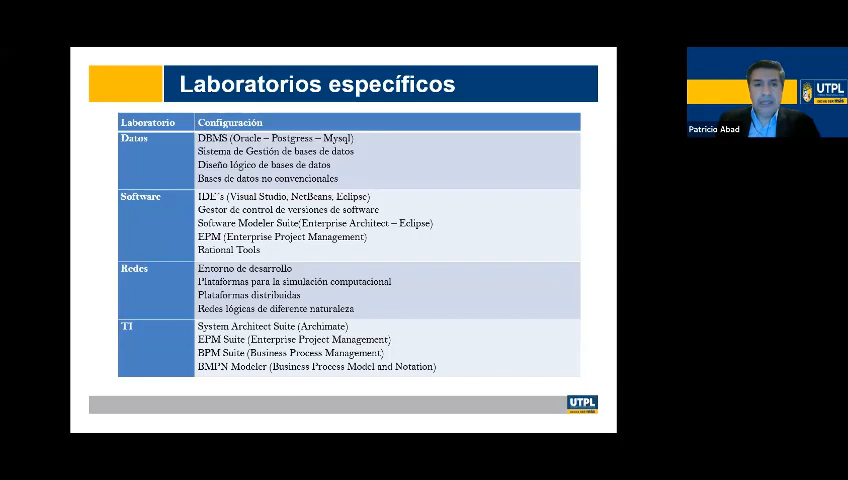 Laboratorios específicos
Laboratorio Configuración
Datos DBMS (Oracle – Postgress – Mysql)
Sistema de Gestión de bases de datos
Diseño lógico de bases de datos
Bases de datos no convencionales
Software IDE´s (Visual Studio, NetBeans, Eclipse)
Gestor de control de versiones de software
Software Modeler Suite(Enterprise Architect – Eclipse)
EPM (Enterprise Project Management)
Rational Tools
Redes Entorno de desarrollo
Plataformas para la simulación computacional
Plataformas distribuidas
Redes lógicas de diferente naturaleza
TI System Architect Suite (Archimate)
EPM Suite (Enterprise Project Management)
BPM Suite (Business Process Management)
BMPN Modeler (Business Process Model and Notation)
UTPL
UTPL
Patricio Abad